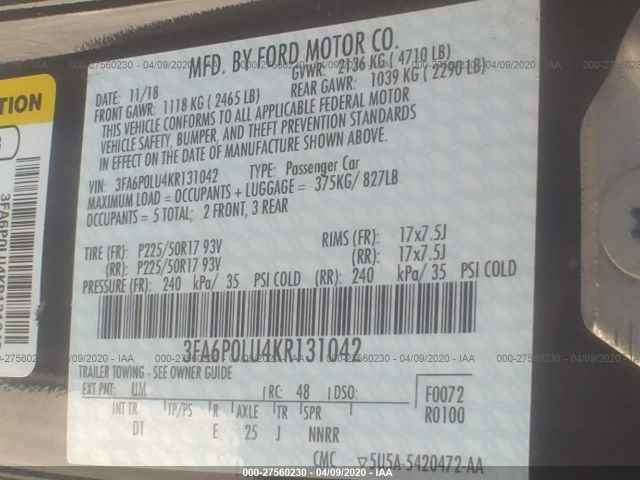 MFD. BY FORD MOTOR CO.
DATE: 11/18 GVWR: 2136 KG ( 4710 LB)
FRONT GAWR: 1118 KG ( 2465 LB) REAR GAWR: 1039 KG ( 2290 LB)
THIS VEHICLE CONFORMS TO ALL APPLICABLE FEDERAL MOTOR
VEHICLE SAFETY, BUMPER, AND THEFT PREVENTION STANDARDS
IN EFFECT ON THE DATE OF MANUFACTURE SHOWN ABOVE.
VIN: 3FA6P0LU4KR131042 TYPE: Passenger Car
MAXIMUM LOAD = OCCUPANTS + LUGGAGE = 375KG/ 827LB
OCCUPANTS = 5 TOTAL; 2 FRONT, 3 REAR
TIRE (FR): P225/50R17 93V RIMS (FR): 17x7.5J
(RR): P225/50R17 93V (RR): 17x7.5J
PRESSURE (FR): 240 kPa/ 35 PSI COLD (RR): 240 kPa/ 35 PSI COLD
3FA6P0LU4KR131042
TRAILER TOWING - SEE OWNER GUIDE
EXT PNT: UM RC: 48 DSO: F0072
INT TR TP/PS R AXLE TR SPR R0100
DT E 25 J NNRR
CMC 5U5A-5420472-AA
TION
3FA6P0LU4KR131042
000-27560230 - 04/09/2020 - IAA